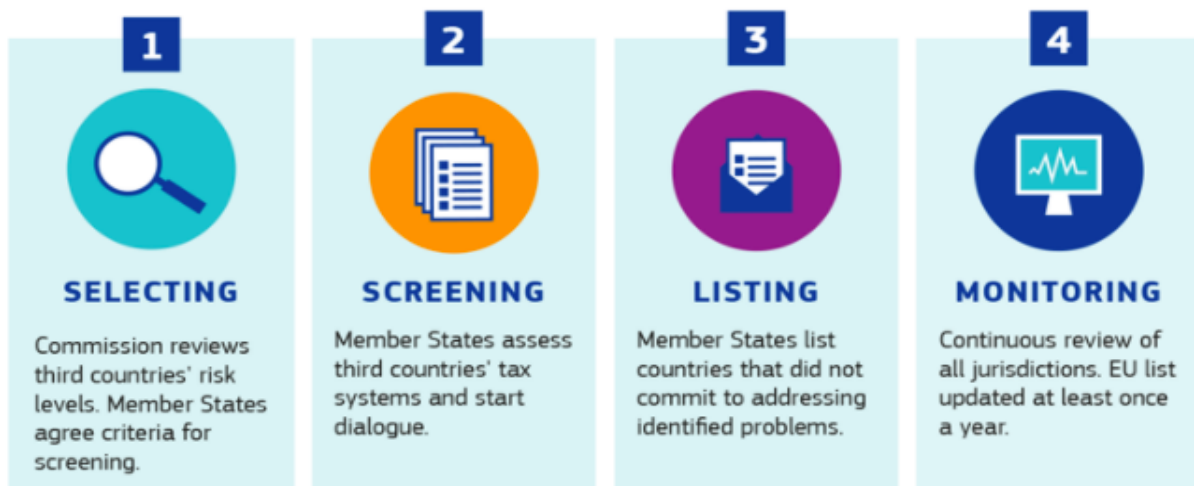 1
SELECTING
Commission reviews
third countries' risk
levels. Member States
agree criteria for
screening.
2
SCREENING
Member States assess
third countries' tax
systems and start
dialogue.
3
LISTING
Member States list
countries that did not
commit to addressing
identified problems.
4
MONITORING
Continuous review of
all jurisdictions. EU list
updated at least once
a year.